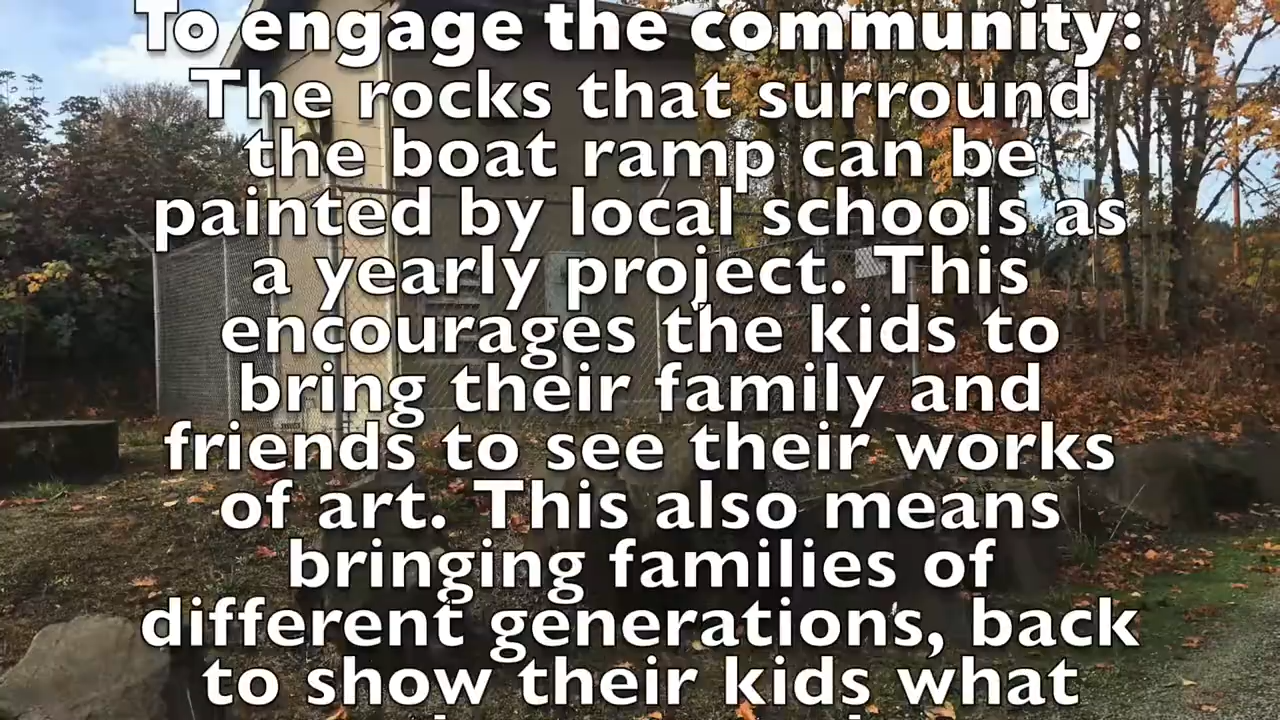 To engage the community:
The rocks that surround
the boat ramp can be
painted by local schools as
a yearly project. This
encourages the kids to
bring their family and
friends to see their works
of art. This also means
bringing families of
different generations, back
to show their kids what